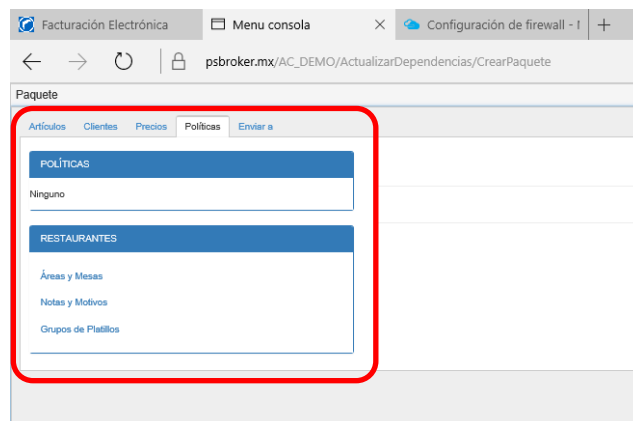 Facturación Electrónica
Menu consola
Configuración de firewall -
psbroker.mx/AC_DEMO/ActualizarDependencias/CrearPaquete
Paquete
Artículos Clientes Precios Políticas Enviar a
POLÍTICAS
Ninguno
RESTAURANTES
Áreas y Mesas
Notas y Motivos
Grupos de Platillos